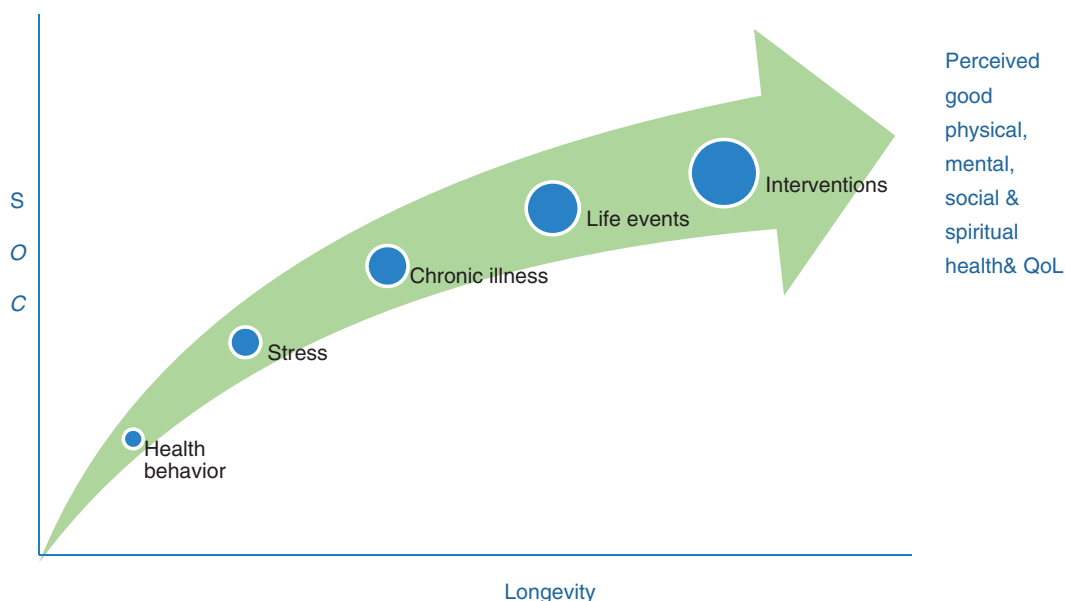 Perceived
good
physical,
mental,
social &
spiritual
health& QoL
S
O
C
Interventions
Life events
Chronic illness
Stress
Health
behavior
Longevity